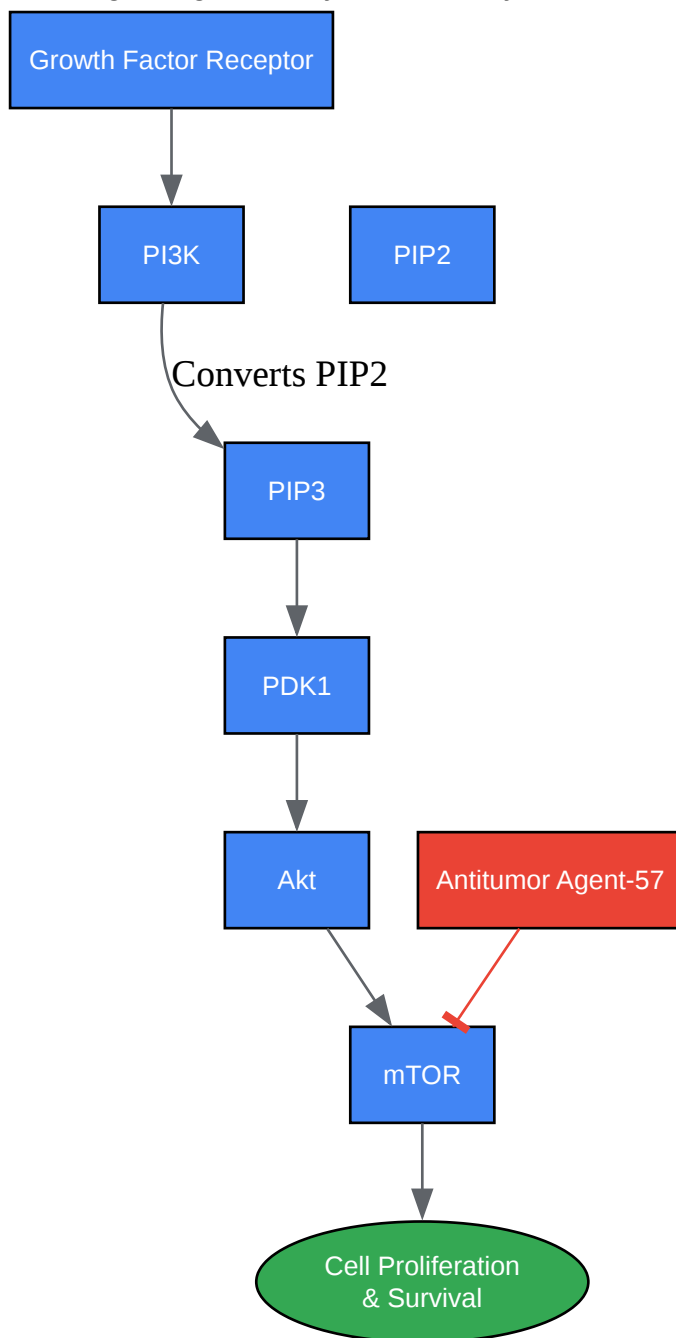 Growth Factor Receptor
PI3K
PIP2
Converts PIP2
PIP3
PDK1
Akt
Antitumor Agent-57
mTOR
Cell Proliferation
& Survival